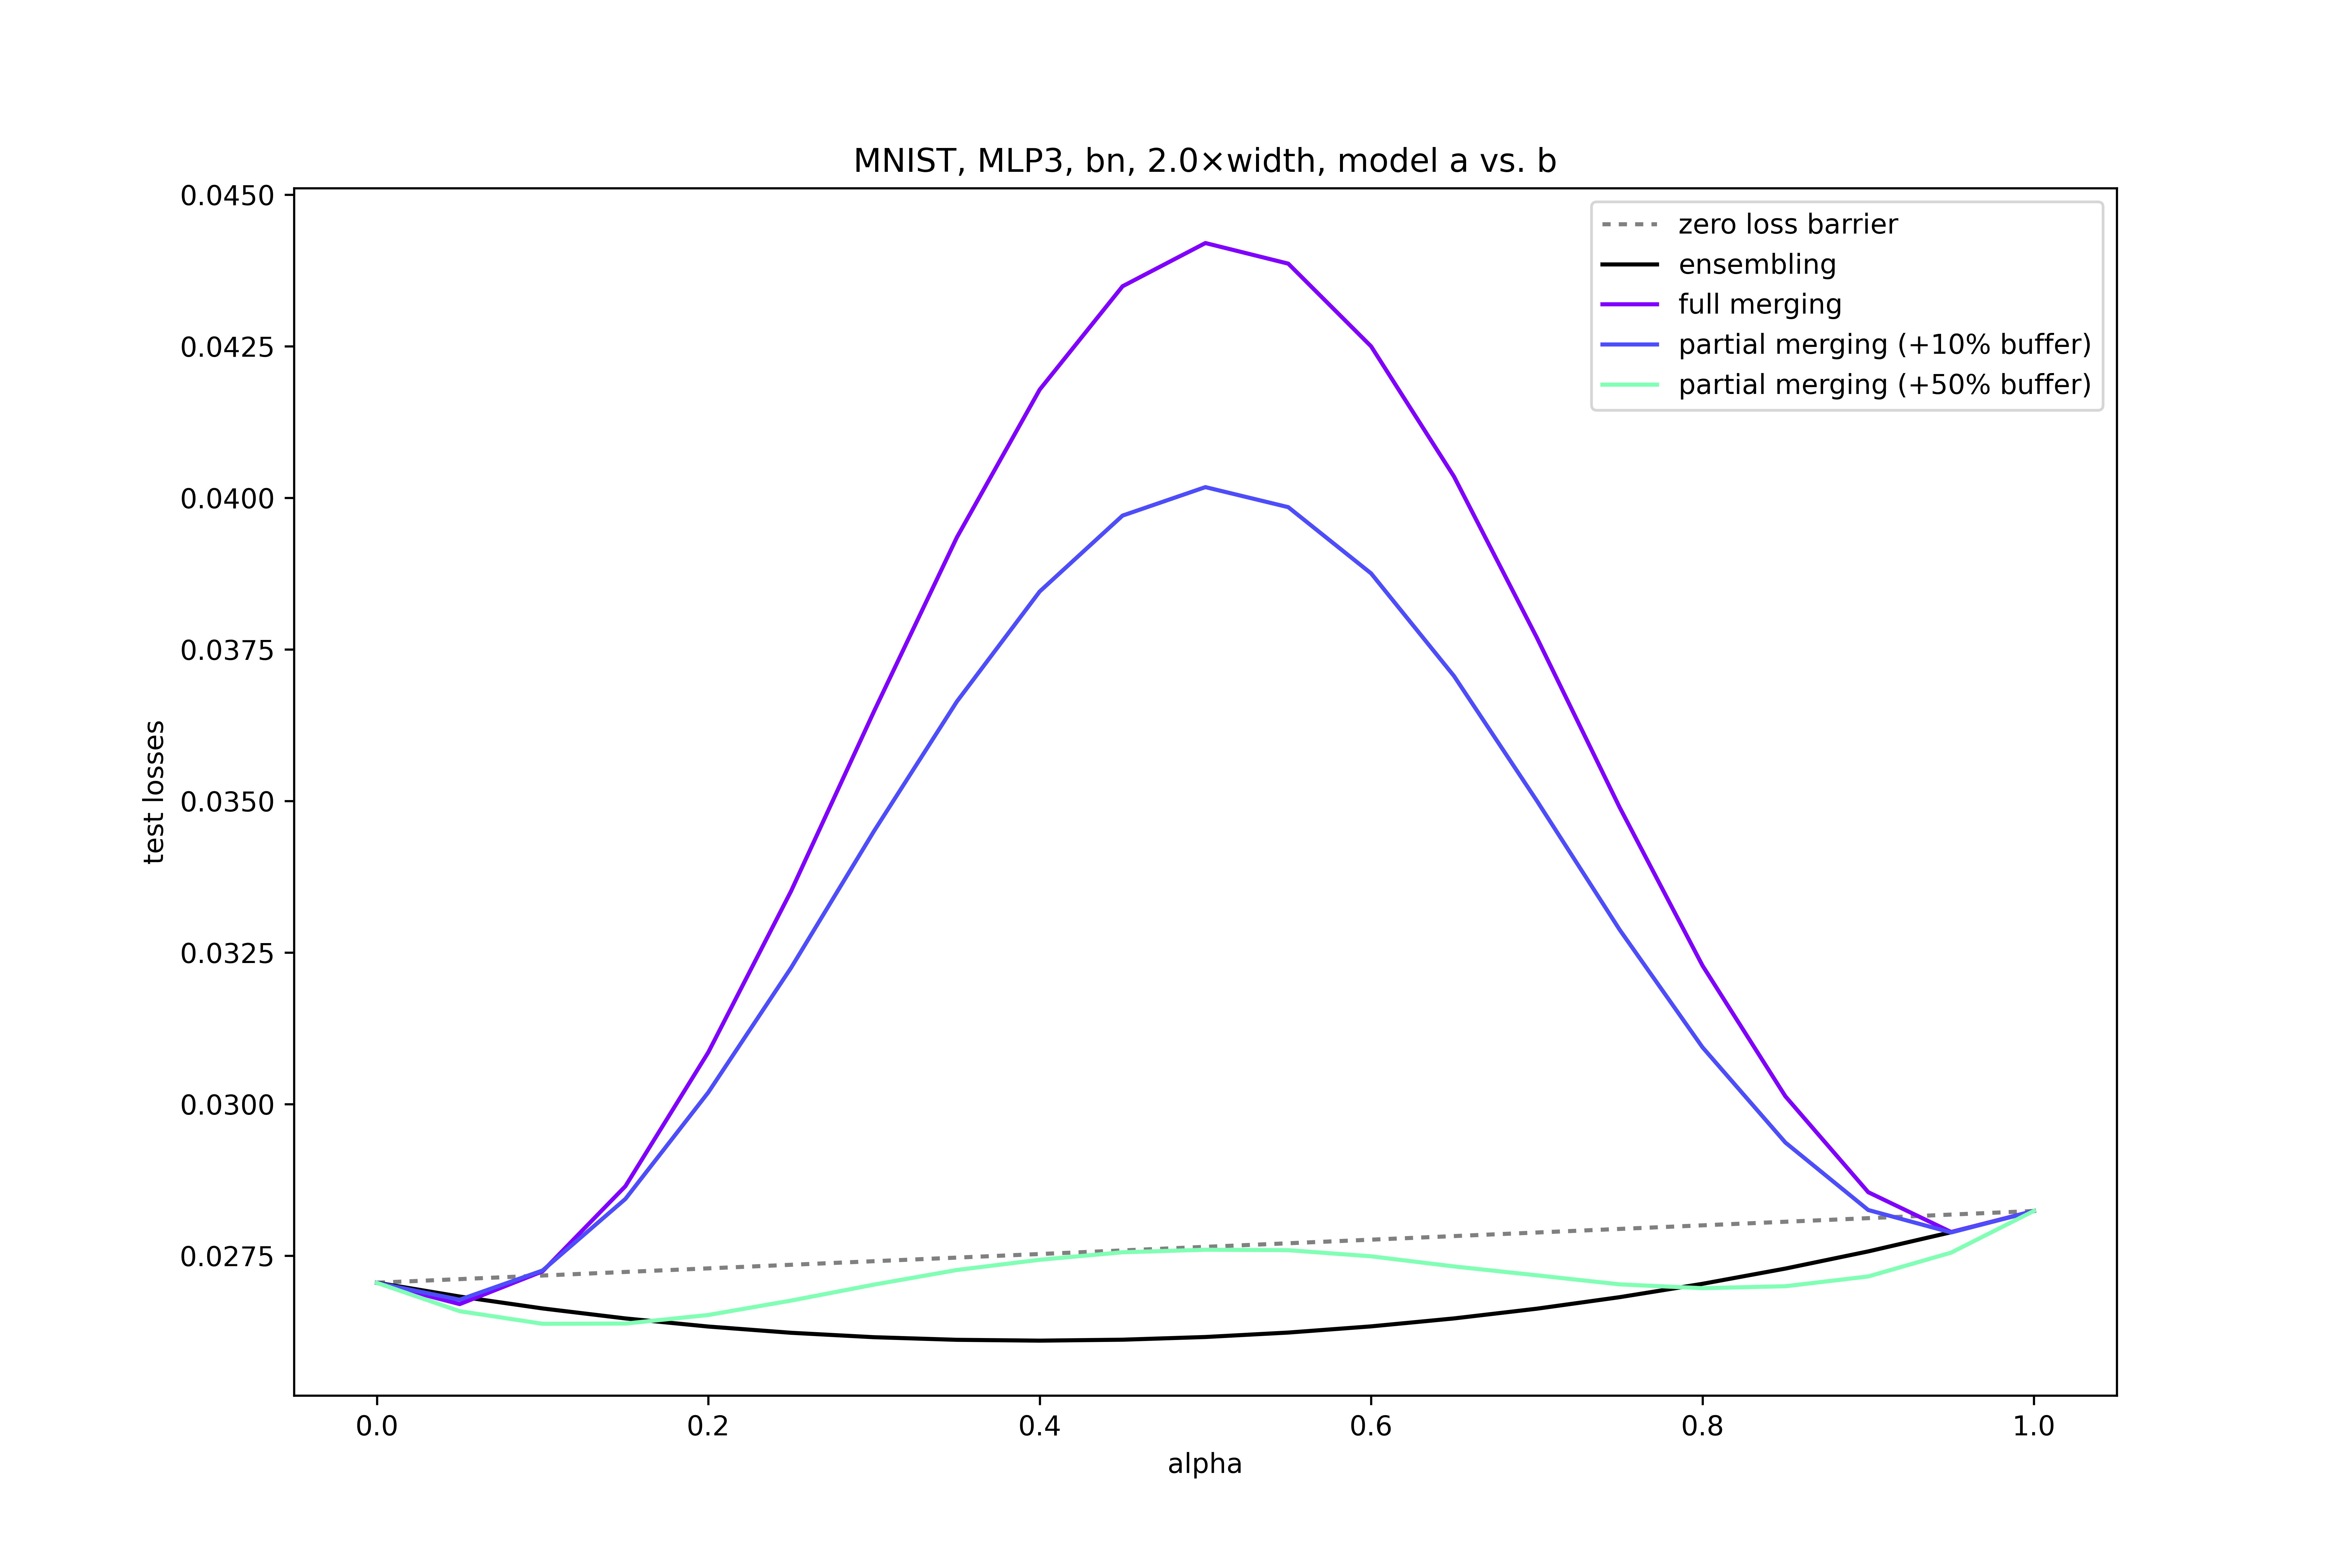 MNIST, MLP3, bn, 2.0×width, model a vs. b
zero loss barrier
ensembling
full merging
partial merging (+10% buffer)
partial merging (+50% buffer)
test losses
0.0450
0.0425
0.0400
0.0375
0.0350
0.0325
0.0300
0.0275
0.0 0.2 0.4 0.6 0.8 1.0
alpha